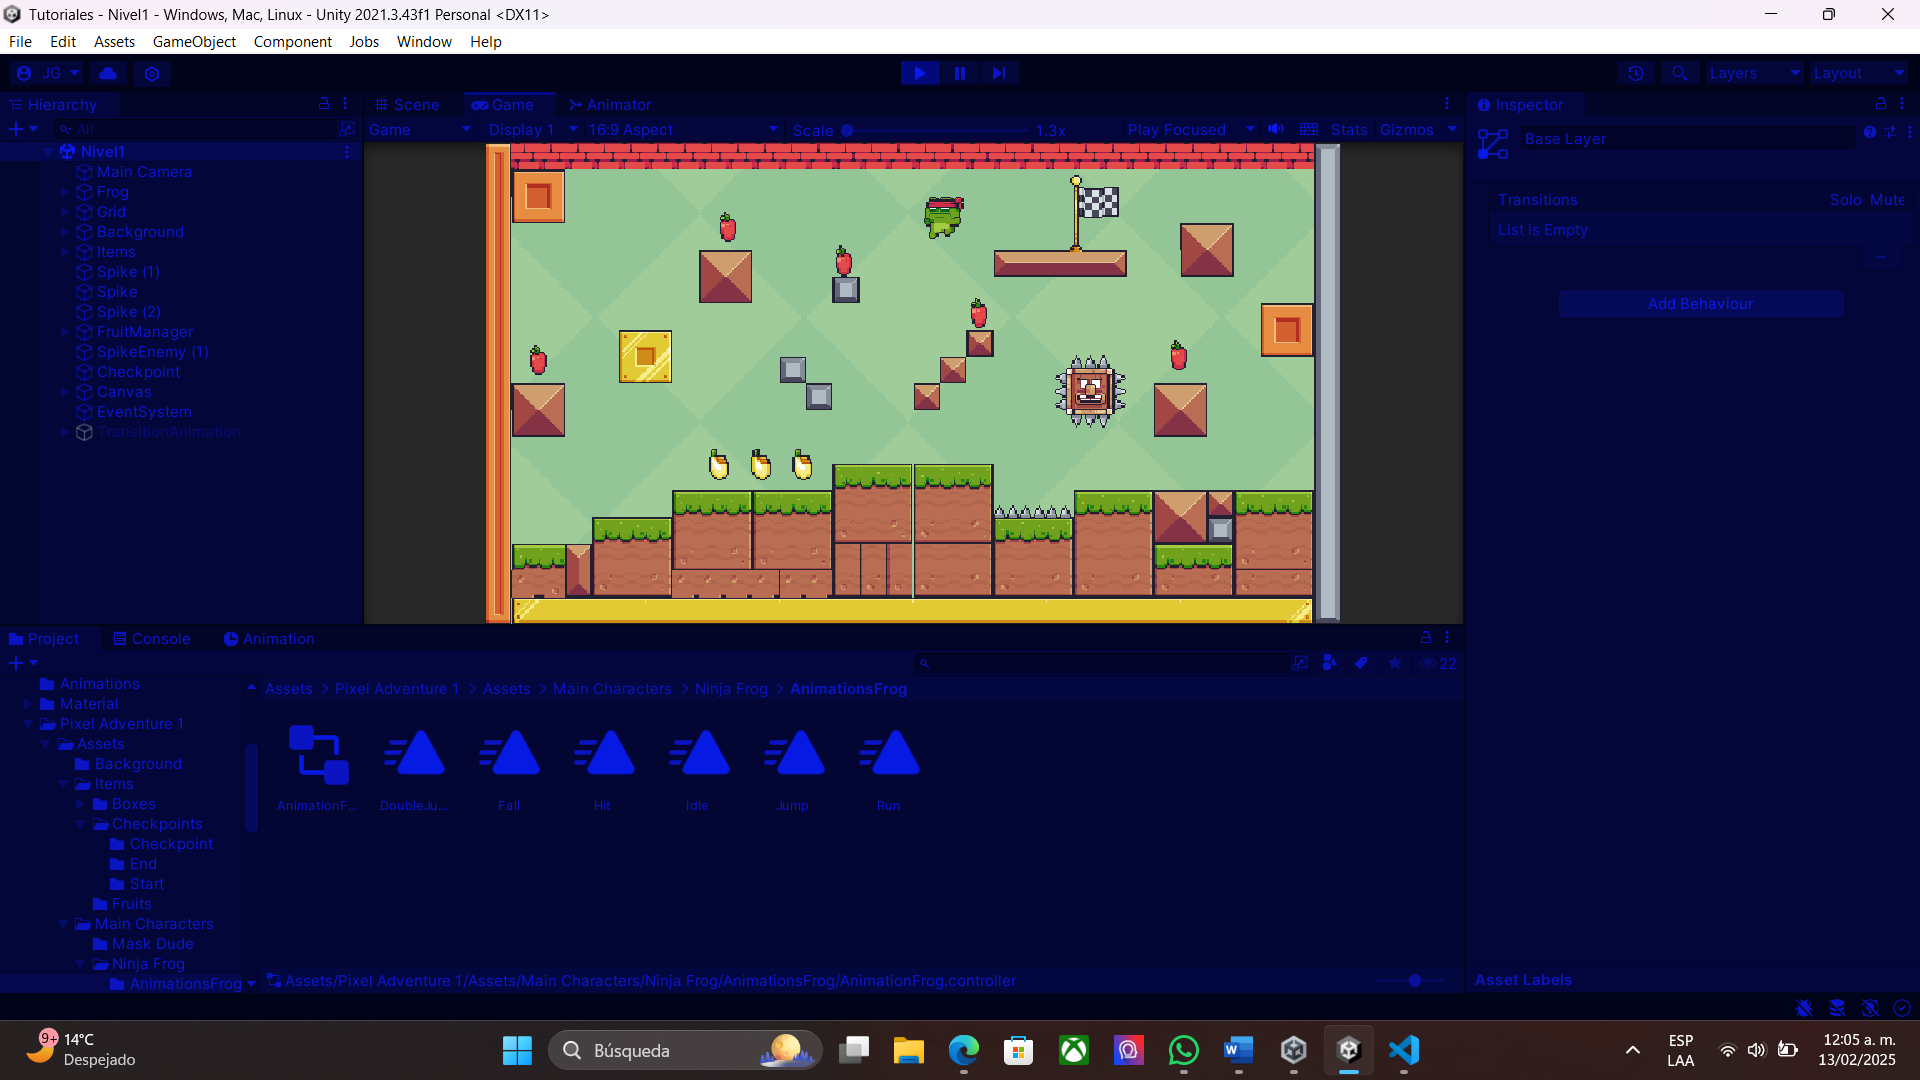 Tutoriales - Nivel1 - Windows, Mac, Linux - Unity 2021.3.43f1 Personal <DX11>
File Edit Assets GameObject Component Jobs Window Help
JG
Layers
Layout
Hierarchy
All
Nivel1
Main Camera
Frog
Grid
Background
Items
Spike (1)
Spike
Spike (2)
FruitManager
SpikeEnemy (1)
Checkpoint
Canvas
EventSystem
TransitionAnimation
Scene Game Animator
Game Display 1 16:9 Aspect Scale 1.3x Play Focused Stats Gizmos
Inspector
Base Layer
Transitions Solo Mute
List is Empty
Add Behaviour
Asset Labels
Project Console Animation
22
Animations
Material
Pixel Adventure 1
Assets
Background
Items
Boxes
Checkpoints
Checkpoint
End
Start
Fruits
Main Characters
Mask Dude
Ninja Frog
AnimationsFrog
Assets > Pixel Adventure 1 > Assets > Main Characters > Ninja Frog > AnimationsFrog
AnimationF... DoubleJu... Fall Hit Idle Jump Run
Assets/Pixel Adventure 1/Assets/Main Characters/Ninja Frog/AnimationsFrog/AnimationFrog.controller
9+
14°C
Despejado
Búsqueda
ESP
LAA
12:05 a. m.
13/02/2025